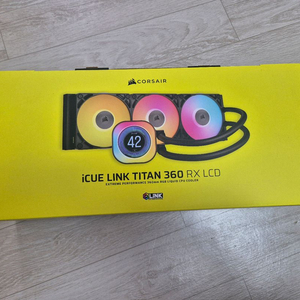 CORSAIR
42
iCUE LINK TITAN 360 RX LCD
EXTREME PERFORMANCE 360mm RGB LIQUID CPU COOLER
LINK